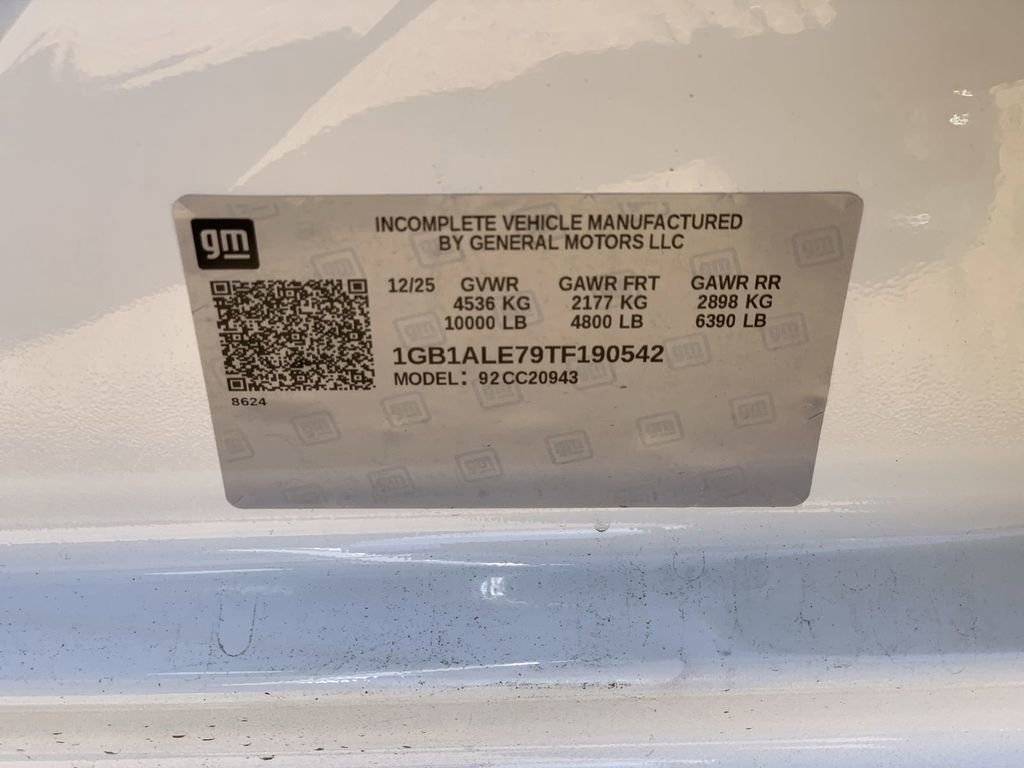 gm
INCOMPLETE VEHICLE MANUFACTURED
BY GENERAL MOTORS LLC
12/25 GVWR GAWR FRT GAWR RR
4536 KG 2177 KG 2898 KG
10000 LB 4800 LB 6390 LB
1GB1ALE79TF190542
MODEL: 92CC20943
8624